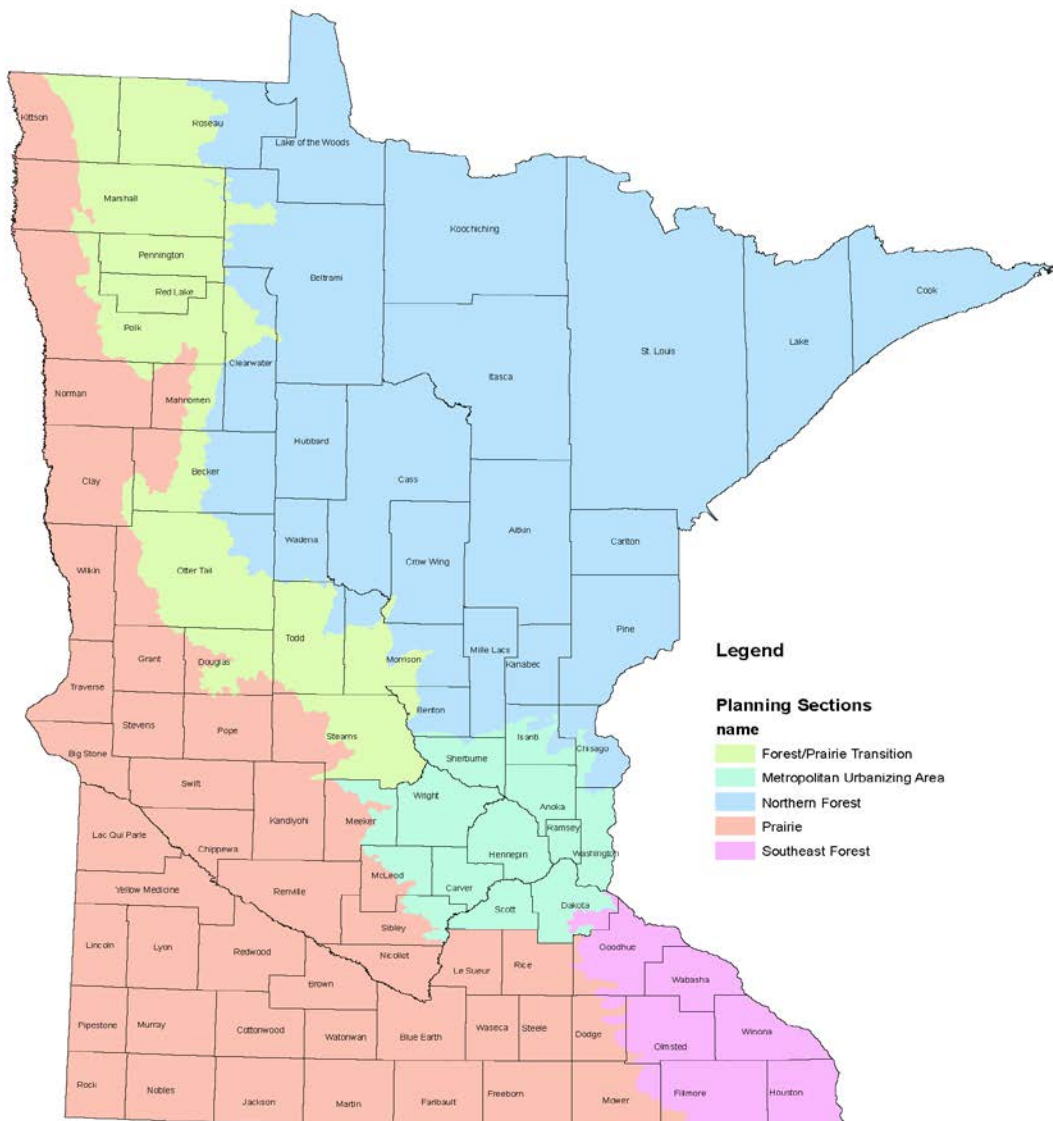 Kittson
Roseau
Lake of the Woods
Marshall
Koochiching
Pennington
Beltrami
Red Lake
Cook
Polk
Lake
St. Louis
Clearwater
Itasca
Norman
Mahnomen
Hubbard
Becker
Cass
Clay
Aitkin
Wadena
Carlton
Crow Wing
Wilkin
Otter Tail
Pine
Todd
Mille Lacs
Grant
Douglas
Morrison
Kanabec
Traverse
Benton
Stevens
Pope
Stearns
Isanti
Chisago
Big Stone
Sherburne
Swift
Wright
Anoka
Kandiyohi
Meeker
Ramsey
Lac Qui Parle
Chippewa
Hennepin
Washington
McLeod
Yellow Medicine
Renville
Carver
Dakota
Scott
Sibley
Lincoln
Lyon
Redwood
Nicollet
Goodhue
Le Sueur
Rice
Wabasha
Brown
Pipestone
Murray
Cottonwood
Watonwan
Blue Earth
Waseca
Steele
Dodge
Winona
Olmsted
Rock
Nobles
Jackson
Martin
Faribault
Freeborn
Mower
Fillmore
Houston
Legend
Planning Sections
name
Forest/Prairie Transition
Metropolitan Urbanizing Area
Northern Forest
Prairie
Southeast Forest